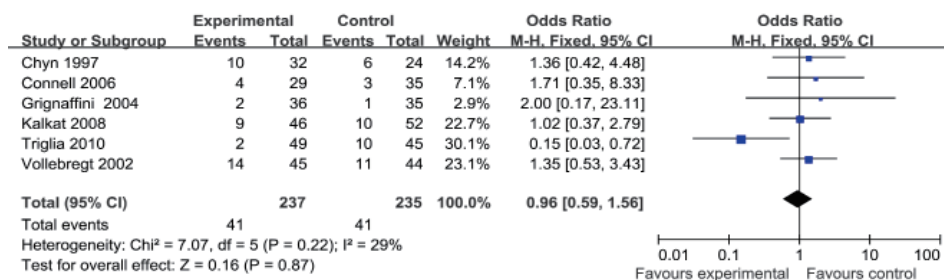 Experimental Control Odds Ratio Odds Ratio
Study or Subgroup Events Total Events Total Weight M-H, Fixed, 95% CI M-H, Fixed, 95% CI
Chyn 1997 10 32 6 24 14.2% 1.36 [0.42, 4.48]
Connell 2006 4 29 3 35 7.1% 1.71 [0.35, 8.33]
Grignaffini 2004 2 36 1 35 2.9% 2.00 [0.17, 23.11]
Kalkat 2008 9 46 10 52 22.7% 1.02 [0.37, 2.79]
Triglia 2010 2 49 10 45 30.1% 0.15 [0.03, 0.72]
Vollebregt 2002 14 45 11 44 23.1% 1.35 [0.53, 3.43]
Total (95% CI) 237 235 100.0% 0.96 [0.59, 1.56]
Total events 41 41
Heterogeneity: Chi² = 7.07, df = 5 (P = 0.22); I² = 29%
Test for overall effect: Z = 0.16 (P = 0.87)
0.01 0.1 1 10 100
Favours experimental Favours control